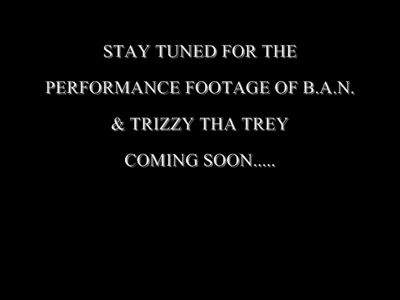 STAY TUNED FOR THE
PERFORMANCE FOOTAGE OF B.A.N.
& TRIZZY THA TREY
COMING SOON.....